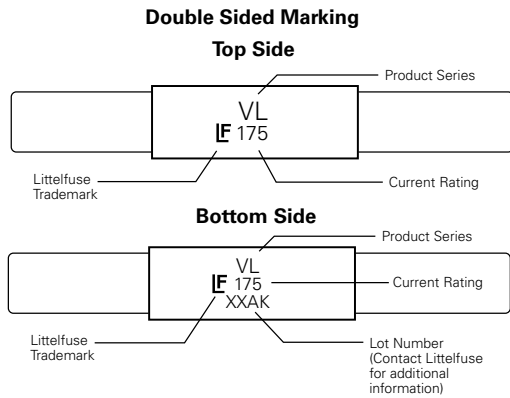 Double Sided Marking
Top Side
Product Series
VL
LF 175
Littelfuse
Trademark
Current Rating
Bottom Side
Product Series
VL
LF 175
Current Rating
XXAK
Littelfuse
Trademark
Lot Number
(Contact Littelfuse
for additional
information)